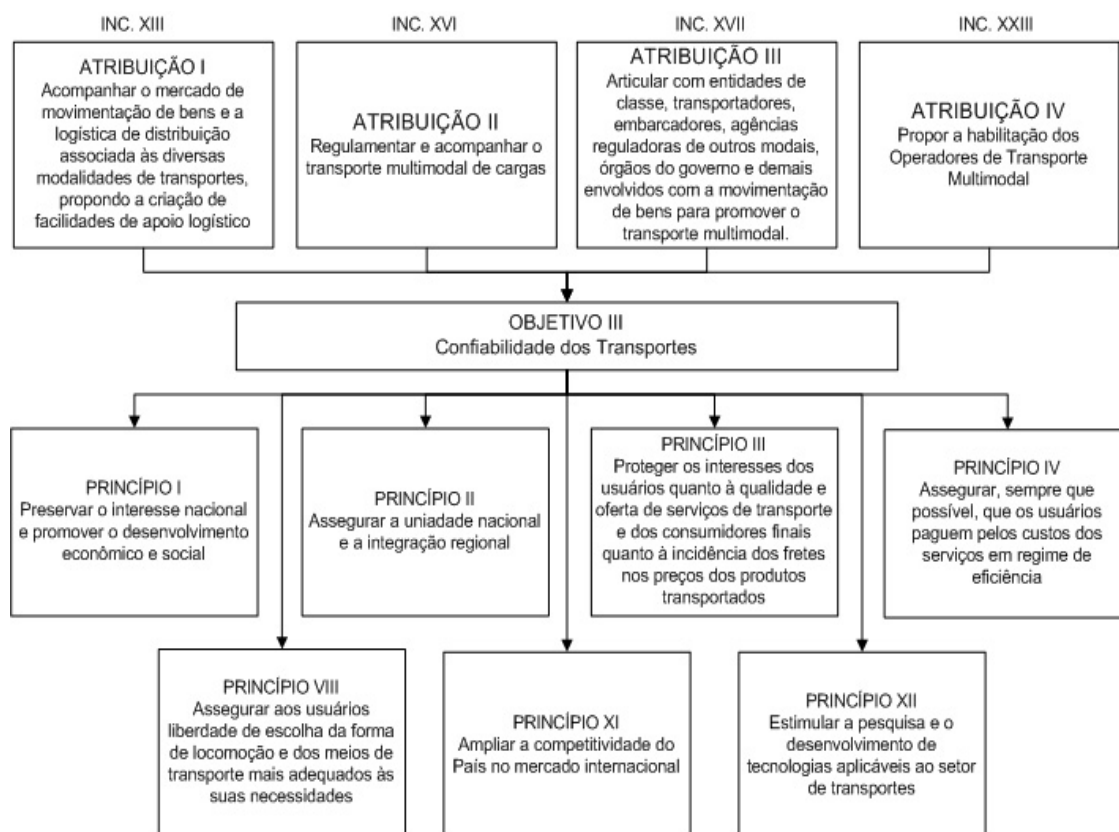 INC. XIII
INC. XVI
INC. XVII
INC. XXIII
ATRIBUIÇÃO I
Acompanhar o mercado de
movimentação de bens e a
logística de distribuição
associada às diversas
modalidades de transportes,
propondo a criação de
facilidades de apoio logístico
ATRIBUIÇÃO II
Regulamentar e acompanhar o
transporte multimodal de cargas
ATRIBUIÇÃO III
Articular com entidades de
classe, transportadores,
embarcadores, agências
reguladoras de outros modais,
órgãos do governo e demais
envolvidos com a movimentação
de bens para promover o
transporte multimodal.
ATRIBUIÇÃO IV
Propor a habilitação dos
Operadores de Transporte
Multimodal
OBJETIVO III
Confiabilidade dos Transportes
PRINCÍPIO I
Preservar o interesse nacional
e promover o desenvolvimento
econômico e social
PRINCÍPIO II
Assegurar a uniadade nacional
e a integração regional
PRINCÍPIO III
Proteger os interesses dos
usuários quanto à qualidade e
oferta de serviços de transporte
e dos consumidores finais
quanto à incidência dos fretes
nos preços dos produtos
transportados
PRINCÍPIO IV
Assegurar, sempre que
possível, que os usuários
paguem pelos custos dos
serviços em regime de
eficiência
PRINCÍPIO VIII
Assegurar aos usuários
liberdade de escolha da forma
de locomoção e dos meios de
transporte mais adequados às
suas necessidades
PRINCÍPIO XI
Ampliar a competitividade do
País no mercado internacional
PRINCÍPIO XII
Estimular a pesquisa e o
desenvolvimento de
tecnologias aplicáveis ao setor
de transportes